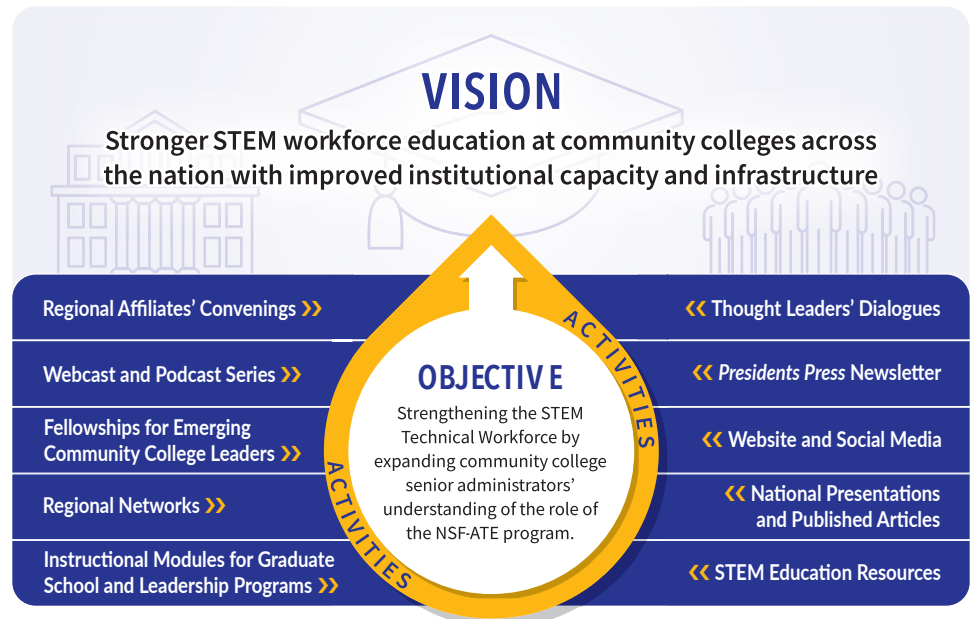 VISION
Stronger STEM workforce education at community colleges across
the nation with improved institutional capacity and infrastructure
Regional Affiliates’ Convenings »
Webcast and Podcast Series »
Fellowships for Emerging
Community College Leaders »
Regional Networks »
Instructional Modules for Graduate
School and Leadership Programs »
ACTIVITIES
OBJECTIVE
Strengthening the STEM
Technical Workforce by
expanding community college
senior administrators’
understanding of the role of
the NSF-ATE program.
ACTIVITIES
« Thought Leaders’ Dialogues
« Presidents Press Newsletter
« Website and Social Media
« National Presentations
and Published Articles
« STEM Education Resources